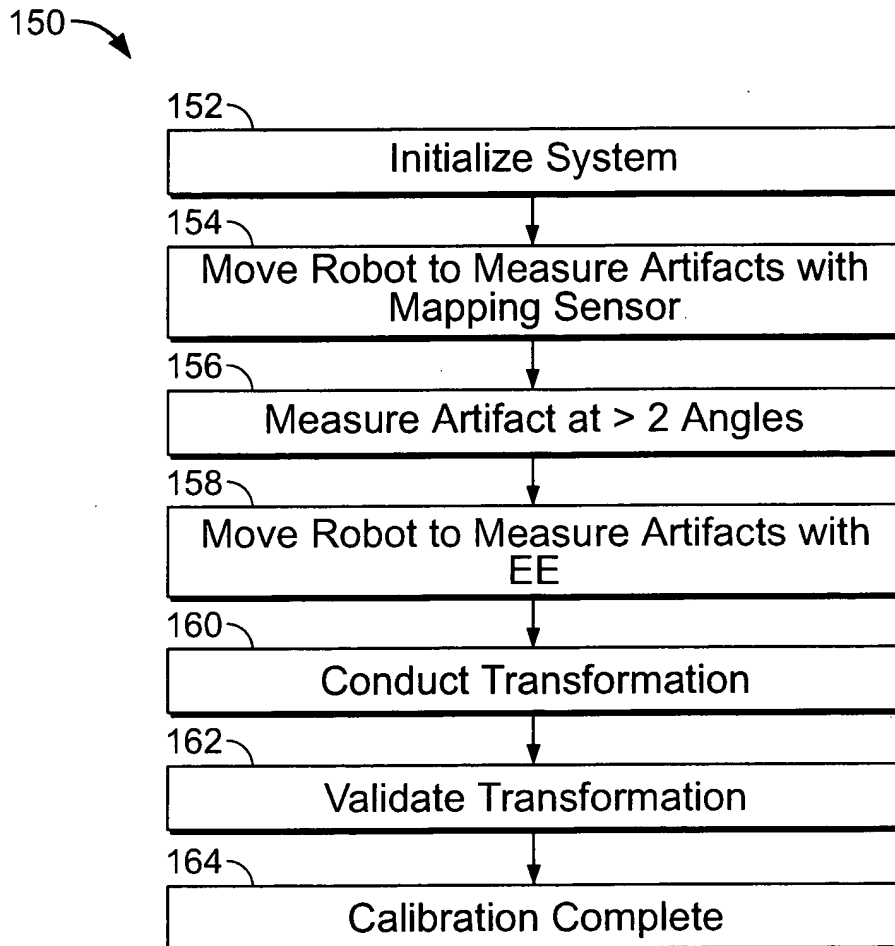 150
152
Initialize System
154
Move Robot to Measure Artifacts with
Mapping Sensor
156
Measure Artifact at > 2 Angles
158
Move Robot to Measure Artifacts with
EE
160
Conduct Transformation
162
Validate Transformation
164
Calibration Complete